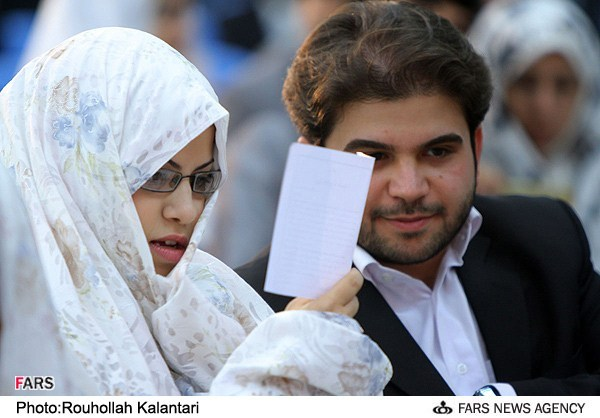 FARS
Photo:Rouhollah Kalantari
FARS NEWS AGENCY